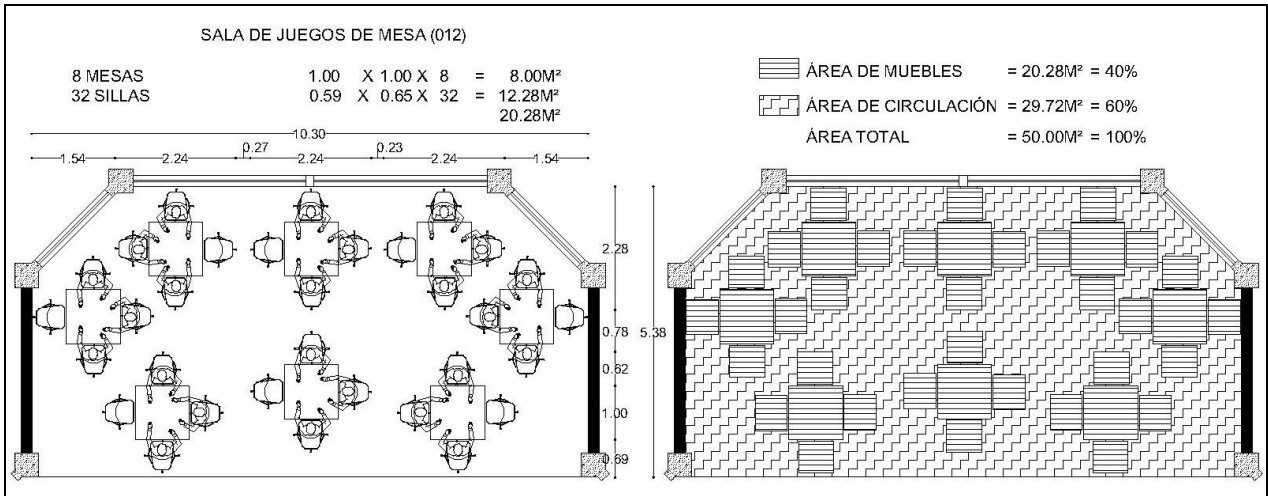 SALA DE JUEGOS DE MESA (012)
8 MESAS 1.00 X 1.00 X 8 = 8.00M²
32 SILLAS 0.59 X 0.65 X 32 = 12.28M²
20.28M²
10.30
1.54 2.24 0.27 2.24 0.23 2.24 1.54
2.28
0.78
0.62
1.00
0.69
5.38
ÁREA DE MUEBLES = 20.28M² = 40%
ÁREA DE CIRCULACIÓN = 29.72M² = 60%
ÁREA TOTAL = 50.00M² = 100%